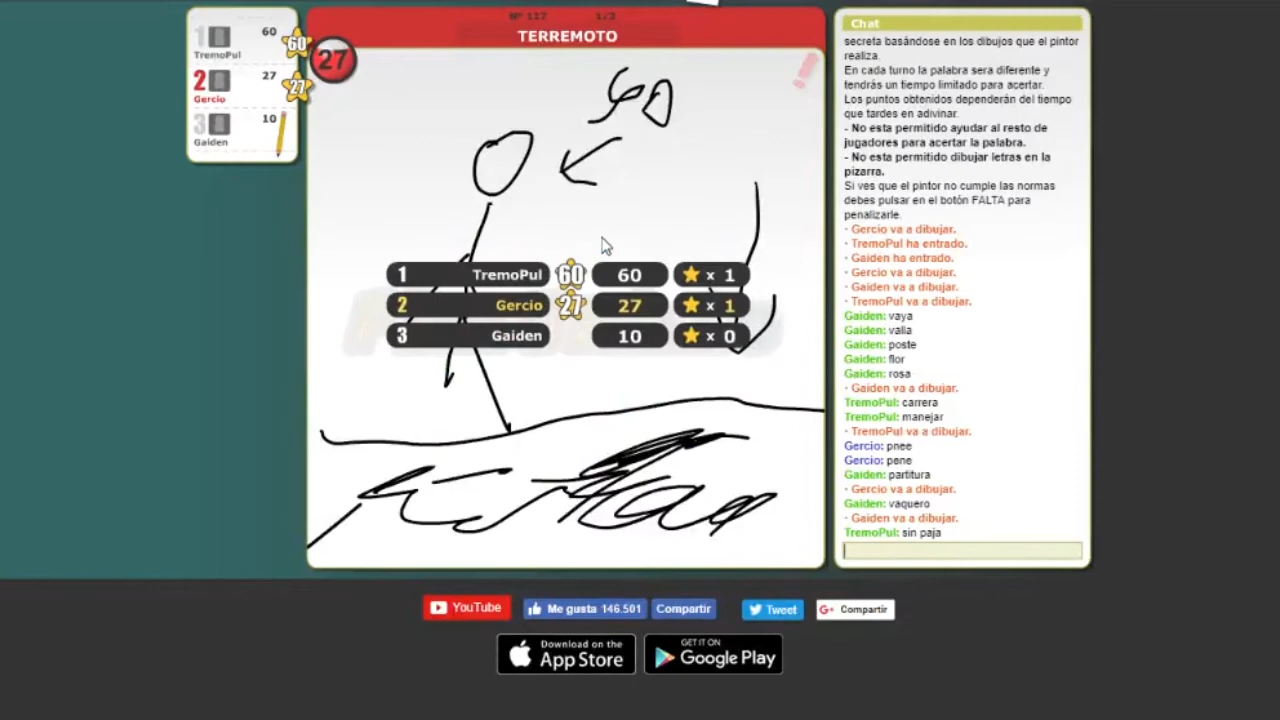 1
60
60
TremoPul
2
27
27
Gercio
3
10
Gaiden
27
Nº 117
1/3
TERREMOTO
1 TremoPul 60 60 x 1
2 Gercio 27 27 x 1
3 Gaiden 10 x 0
Chat
secreta basándose en los dibujos que el pintor
realiza.
En cada turno la palabra sera diferente y
tendrás un tiempo limitado para acertar.
Los puntos obtenidos dependerán del tiempo
que tardes en adivinar.
- No esta permitido ayudar al resto de
jugadores para acertar la palabra.
- No esta permitido dibujar letras en la
pizarra.
Si ves que el pintor no cumple las normas
debes pulsar en el botón FALTA para
penalizarle.
· Gercio va a dibujar.
· TremoPul ha entrado.
· Gaiden ha entrado.
· Gercio va a dibujar.
· Gaiden va a dibujar.
· TremoPul va a dibujar.
Gaiden: vaya
Gaiden: valla
Gaiden: poste
Gaiden: flor
Gaiden: rosa
· Gaiden va a dibujar.
TremoPul: carrera
TremoPul: manejar
· TremoPul va a dibujar.
Gercio: pnee
Gercio: pene
Gaiden: partitura
· Gercio va a dibujar.
Gaiden: vaquero
· Gaiden va a dibujar.
TremoPul: sin paja
YouTube
Me gusta 146.501
Compartir
Tweet
G+ Compartir
Download on the
App Store
GET IT ON
Google Play